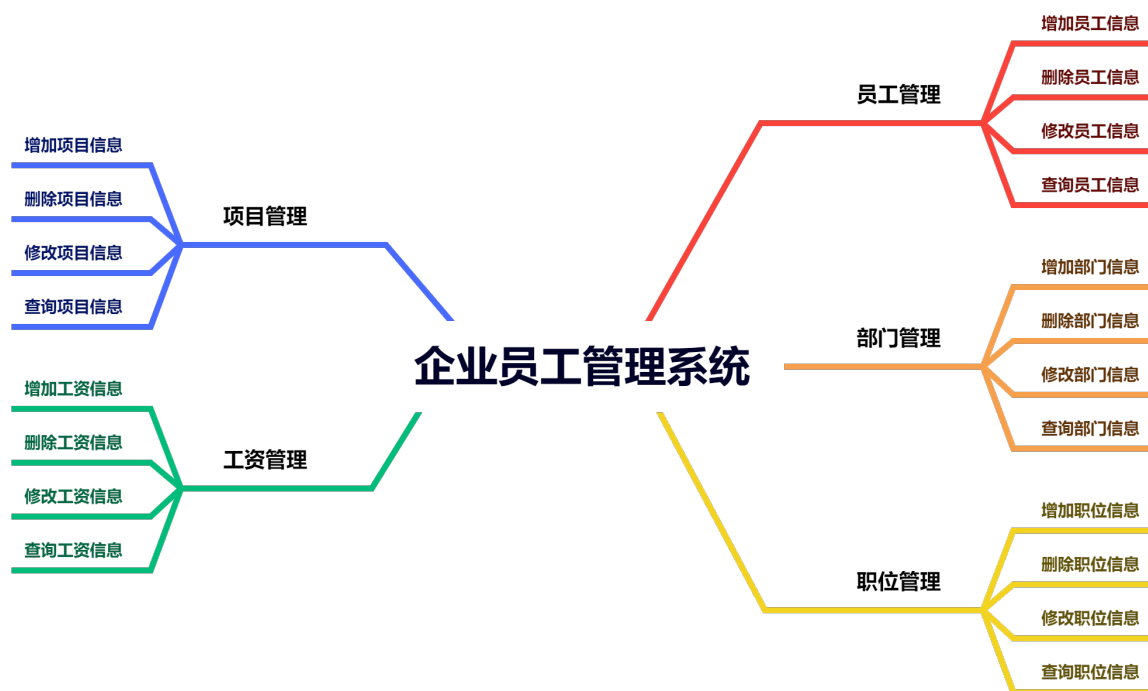 企业员工管理系统
员工管理
增加员工信息
删除员工信息
修改员工信息
查询员工信息
部门管理
增加部门信息
删除部门信息
修改部门信息
查询部门信息
职位管理
增加职位信息
删除职位信息
修改职位信息
查询职位信息
项目管理
增加项目信息
删除项目信息
修改项目信息
查询项目信息
工资管理
增加工资信息
删除工资信息
修改工资信息
查询工资信息